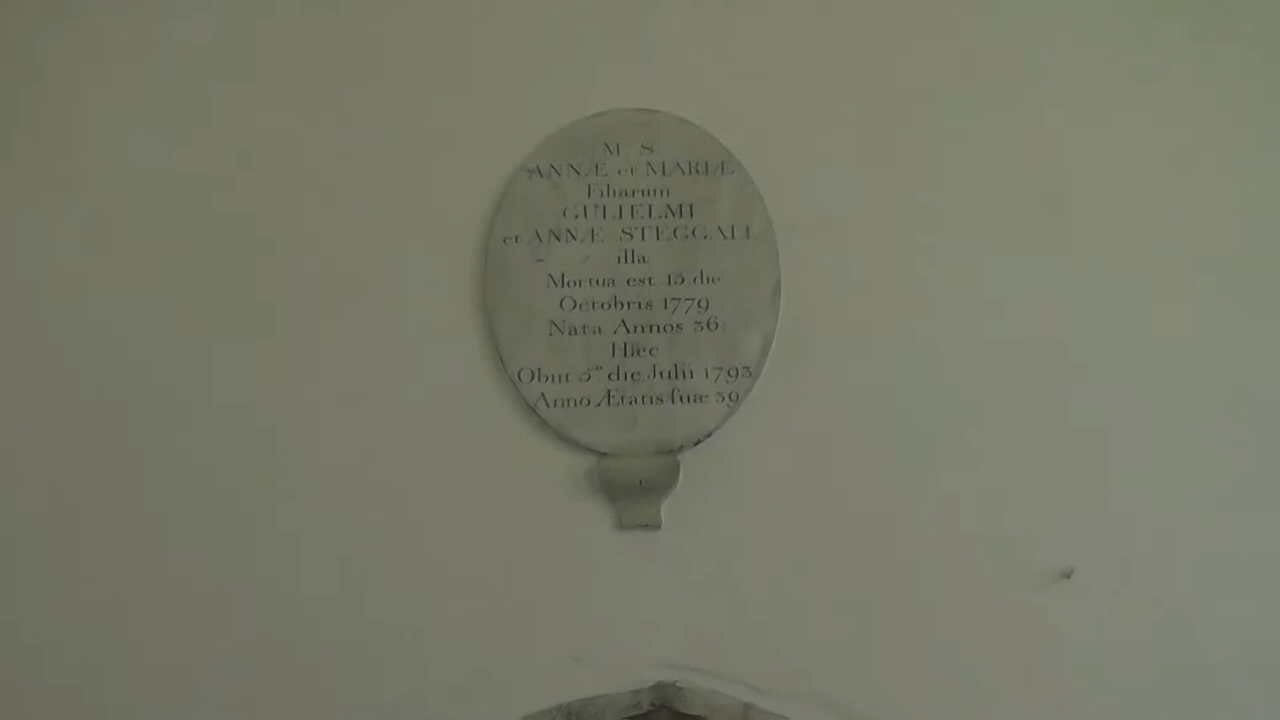 M S
ANNÆ et MARIÆ
Filiarum
GULIELMI
et ANNÆ STEGGALL
illa
Mortua est 15 die
Octobris 1779
Nata Annos 36
Hæc
Obiit 5° die Julii 1793
Anno Ætatis ſuæ 39